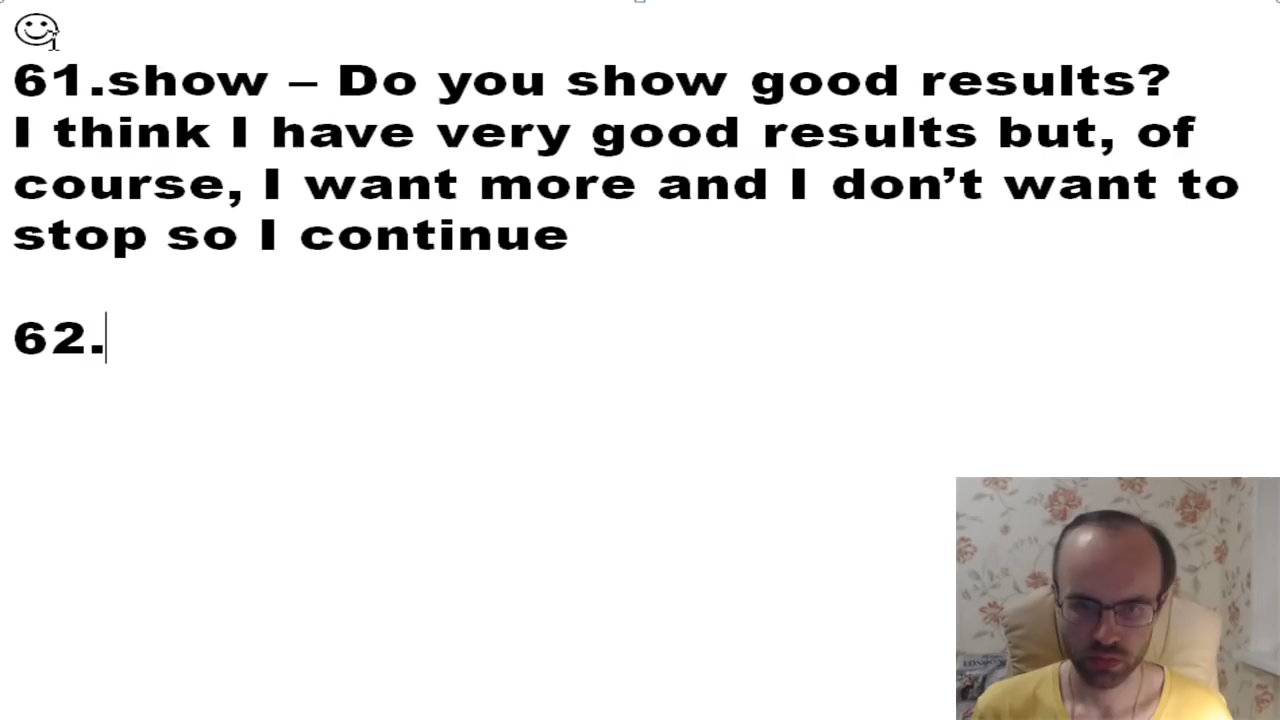 61.show – Do you show good results?
I think I have very good results but, of
course, I want more and I don’t want to
stop so I continue
62.
LONDON